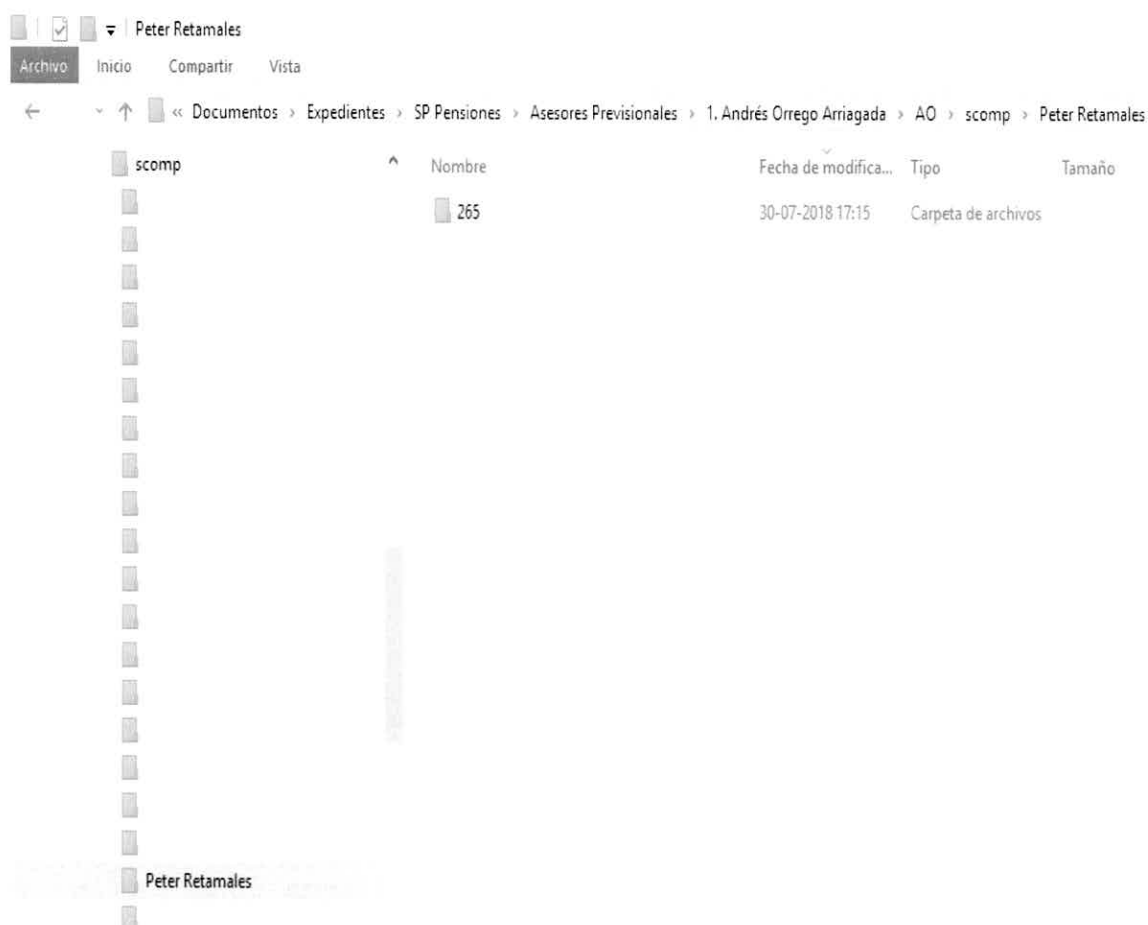 Peter Retamales
Archivo Inicio Compartir Vista
« Documentos › Expedientes › SP Pensiones › Asesores Previsionales › 1. Andrés Orrego Arriagada › AO › scomp › Peter Retamales
scomp
Nombre Fecha de modifica... Tipo Tamaño
265 30-07-2018 17:15 Carpeta de archivos
Peter Retamales